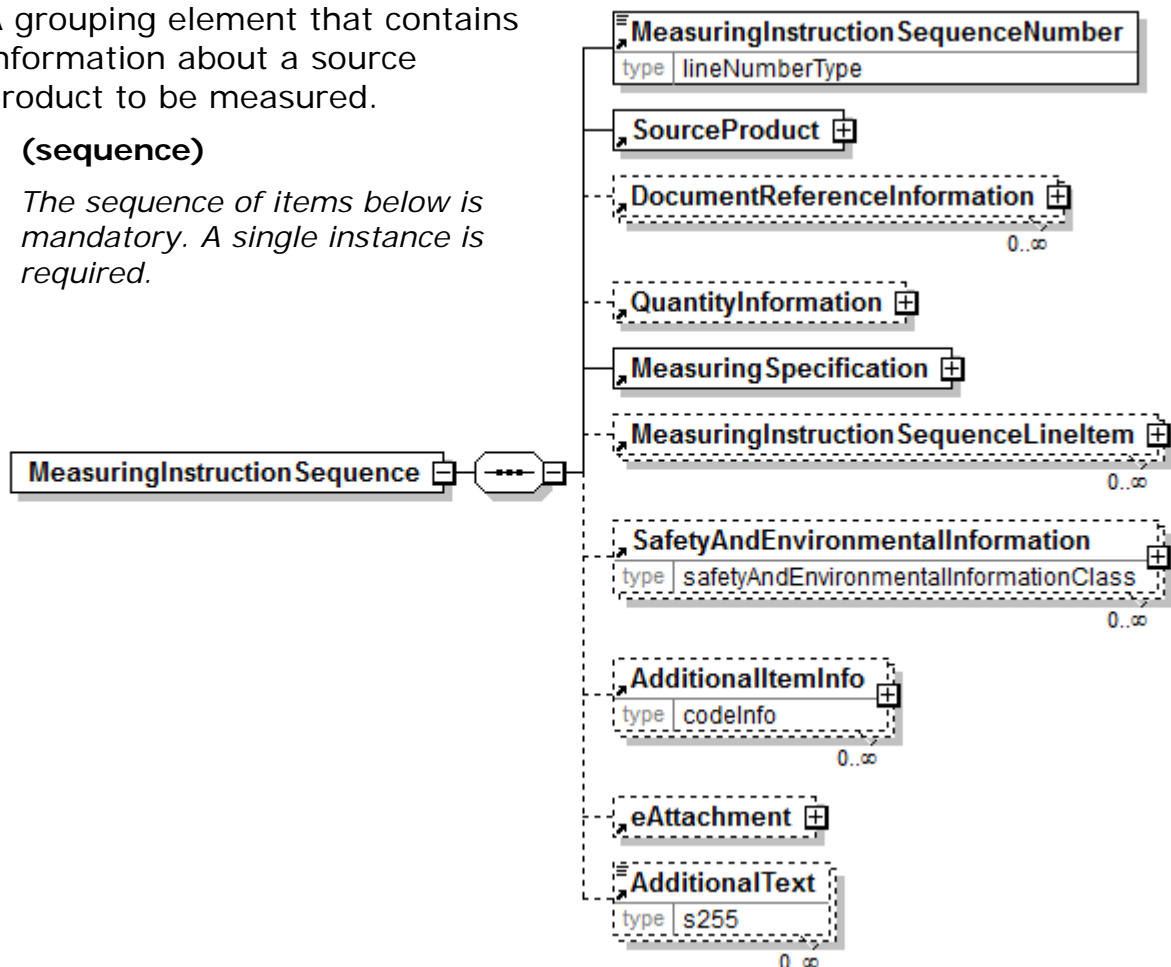 A grouping element that contains
information about a source
product to be measured.
(sequence)
The sequence of items below is
mandatory. A single instance is
required.
MeasuringInstructionSequence
MeasuringInstructionSequenceNumber
type lineNumberType
SourceProduct
DocumentReferenceInformation
0..∞
QuantityInformation
MeasuringSpecification
MeasuringInstructionSequenceLineItem
0..∞
SafetyAndEnvironmentalInformation
type safetyAndEnvironmentalInformationClass
0..∞
AdditionalItemInfo
type codeInfo
0..∞
eAttachment
AdditionalText
type s255
0..∞